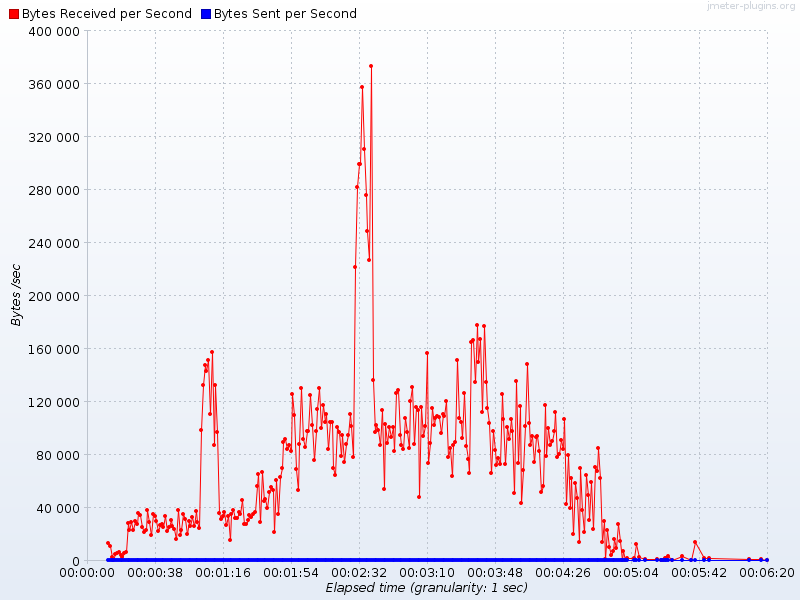 jmeter-plugins.org
Bytes Received per Second Bytes Sent per Second
400 000
360 000
320 000
280 000
240 000
200 000
160 000
120 000
80 000
40 000
0
Bytes /sec
00:00:00 00:00:38 00:01:16 00:01:54 00:02:32 00:03:10 00:03:48 00:04:26 00:05:04 00:05:42 00:06:20
Elapsed time (granularity: 1 sec)